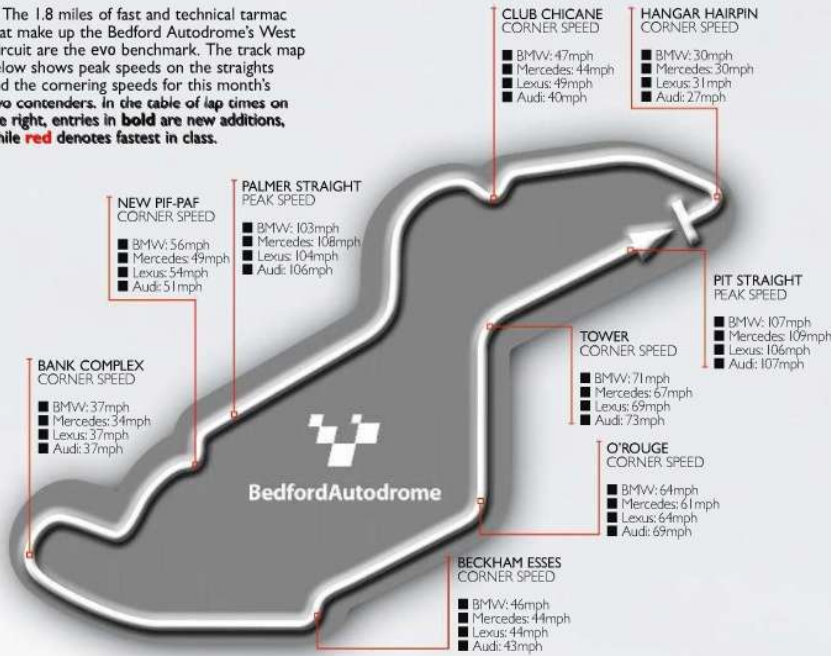 The 1.8 miles of fast and technical tarmac
at make up the Bedford Autodrome's West
ircuit are the evo benchmark. The track map
elow shows peak speeds on the straights
d the cornering speeds for this month's
vo contenders. In the table of lap times on
e right, entries in bold are new additions,
hile red denotes fastest in class.
CLUB CHICANE
CORNER SPEED
BMW: 47mph
Mercedes: 44mph
Lexus: 49mph
Audi: 40mph
HANGAR HAIRPIN
CORNER SPEED
BMW: 30mph
Mercedes: 30mph
Lexus: 31mph
Audi: 27mph
NEW PIF-PAF
CORNER SPEED
BMW: 56mph
Mercedes: 49mph
Lexus: 54mph
Audi: 51mph
PALMER STRAIGHT
PEAK SPEED
BMW: 103mph
Mercedes: 108mph
Lexus: 104mph
Audi: 106mph
PIT STRAIGHT
PEAK SPEED
BMW: 107mph
Mercedes: 109mph
Lexus: 106mph
Audi: 107mph
TOWER
CORNER SPEED
BMW: 71mph
Mercedes: 67mph
Lexus: 69mph
Audi: 73mph
BANK COMPLEX
CORNER SPEED
BMW: 37mph
Mercedes: 34mph
Lexus: 37mph
Audi: 37mph
BedfordAutodrome
O'ROUGE
CORNER SPEED
BMW: 64mph
Mercedes: 61mph
Lexus: 64mph
Audi: 69mph
BECKHAM ESSES
CORNER SPEED
BMW: 46mph
Mercedes: 44mph
Lexus: 44mph
Audi: 43mph